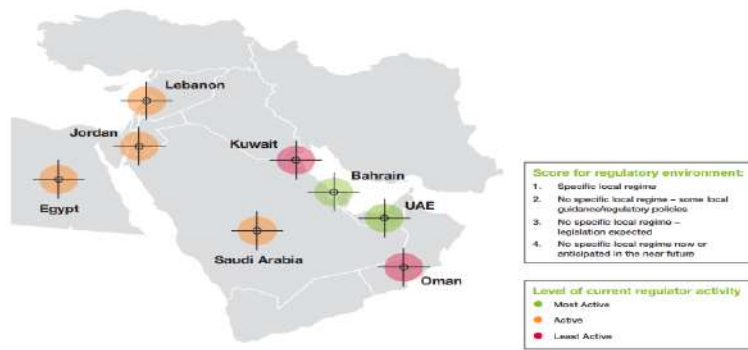 Lebanon
Jordan
Kuwait
Bahrain
Egypt
UAE
Saudi Arabia
Oman
Score for regulatory environment:
1. Specific local regime
2. No specific local regime – some local
guidance/regulatory policies
3. No specific local regime –
legislation expected
4. No specific local regime now or
anticipated in the near future
Level of current regulator activity
Most Active
Active
Least Active